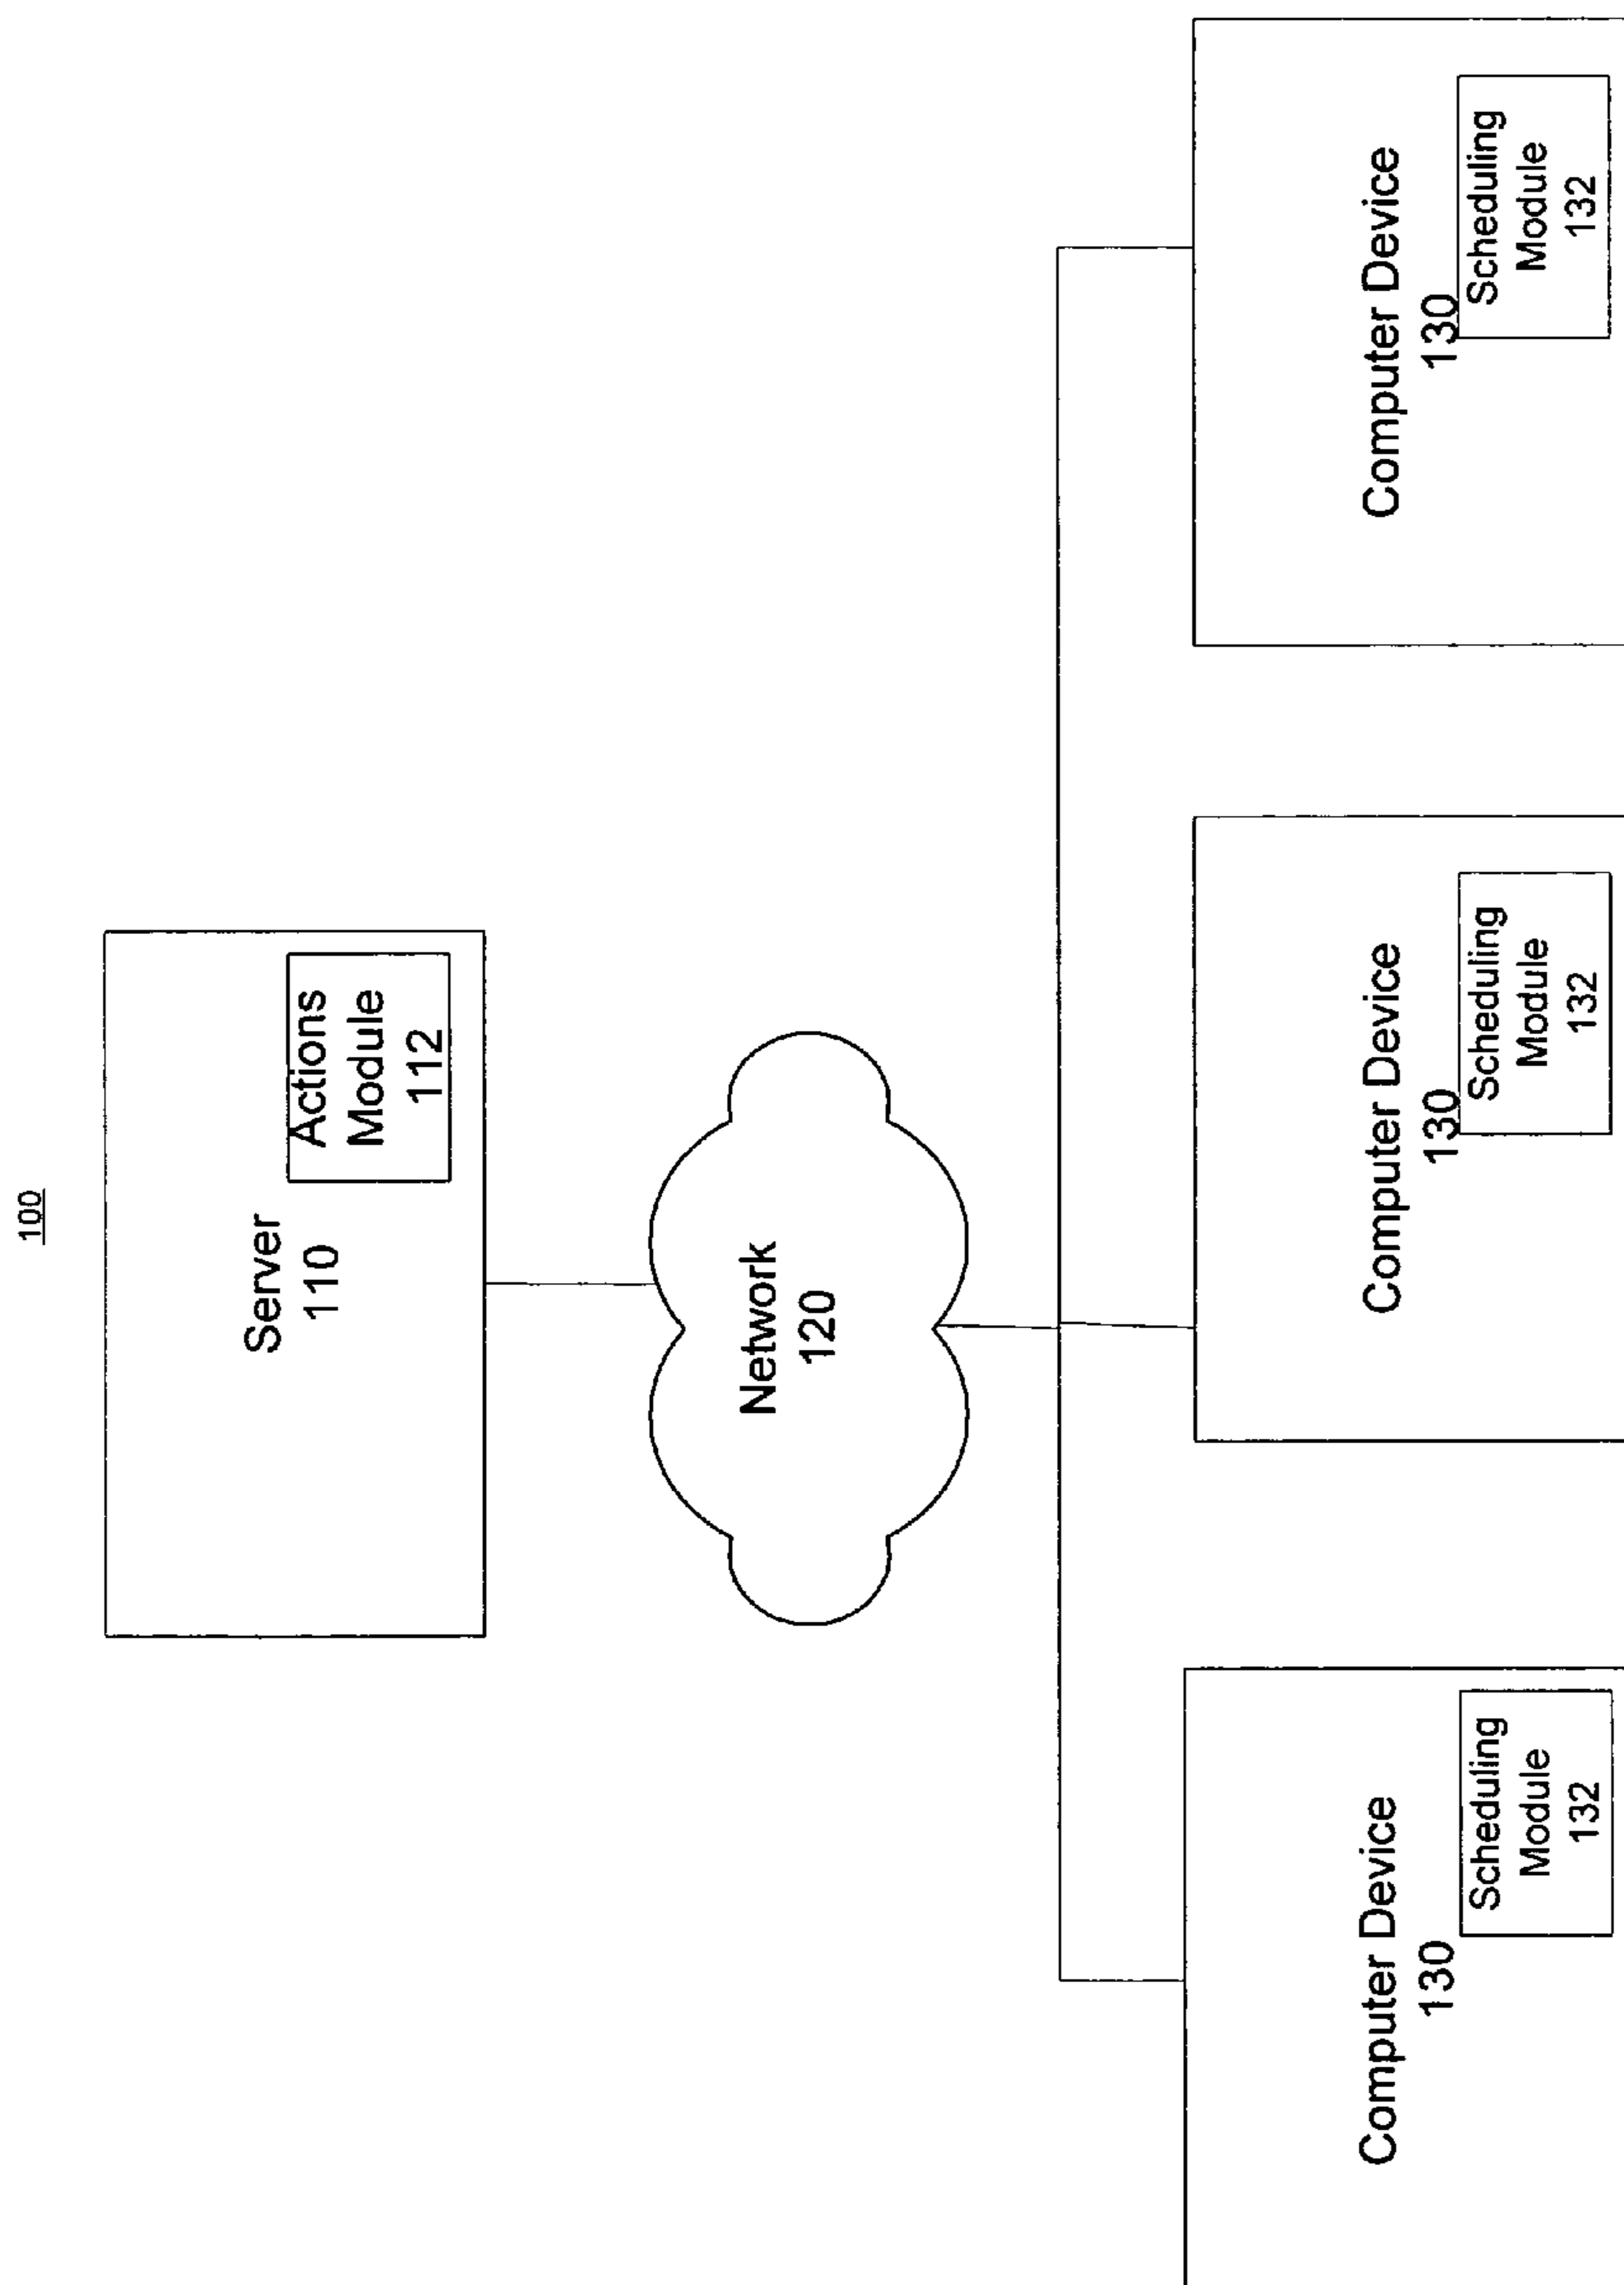 100
Server
110
Actions
Module
112
Network
120
Computer Device
130
Scheduling
Module
132
Computer Device
130
Scheduling
Module
132
Computer Device
130
Scheduling
Module
132